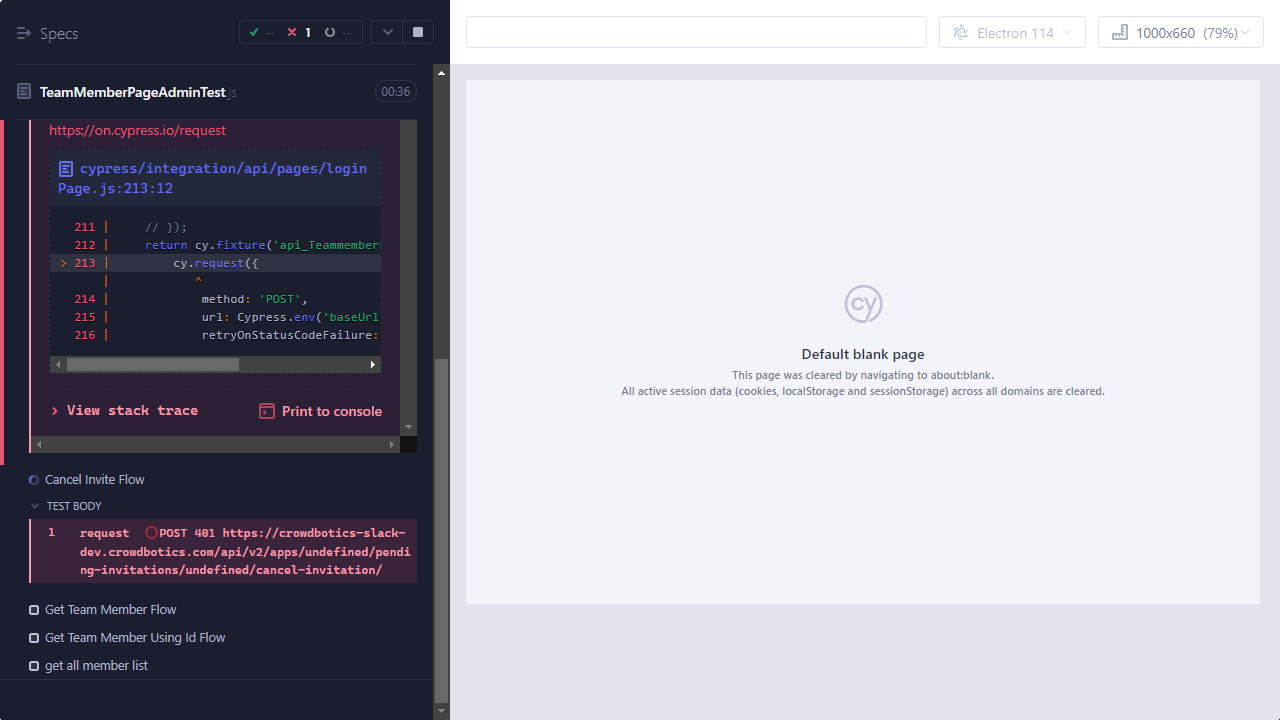 Specs
-- 1 --
Electron 114
1000x660 (79%)
TeamMemberPageAdminTest.js
00:36
https://on.cypress.io/request
cypress/integration/api/pages/login
Page.js:213:12
211 | // });
212 | return cy.fixture('api_Teammember
> 213 | cy.request({
| ^
214 | method: 'POST',
215 | url: Cypress.env('baseUrl
216 | retryOnStatusCodeFailure:
> View stack trace
Print to console
Cancel Invite Flow
TEST BODY
1 request POST 401 https://crowdbotics-slack-
dev.crowdbotics.com/api/v2/apps/undefined/pendi
ng-invitations/undefined/cancel-invitation/
Get Team Member Flow
Get Team Member Using Id Flow
get all member list
cy
Default blank page
This page was cleared by navigating to about:blank.
All active session data (cookies, localStorage and sessionStorage) across all domains are cleared.